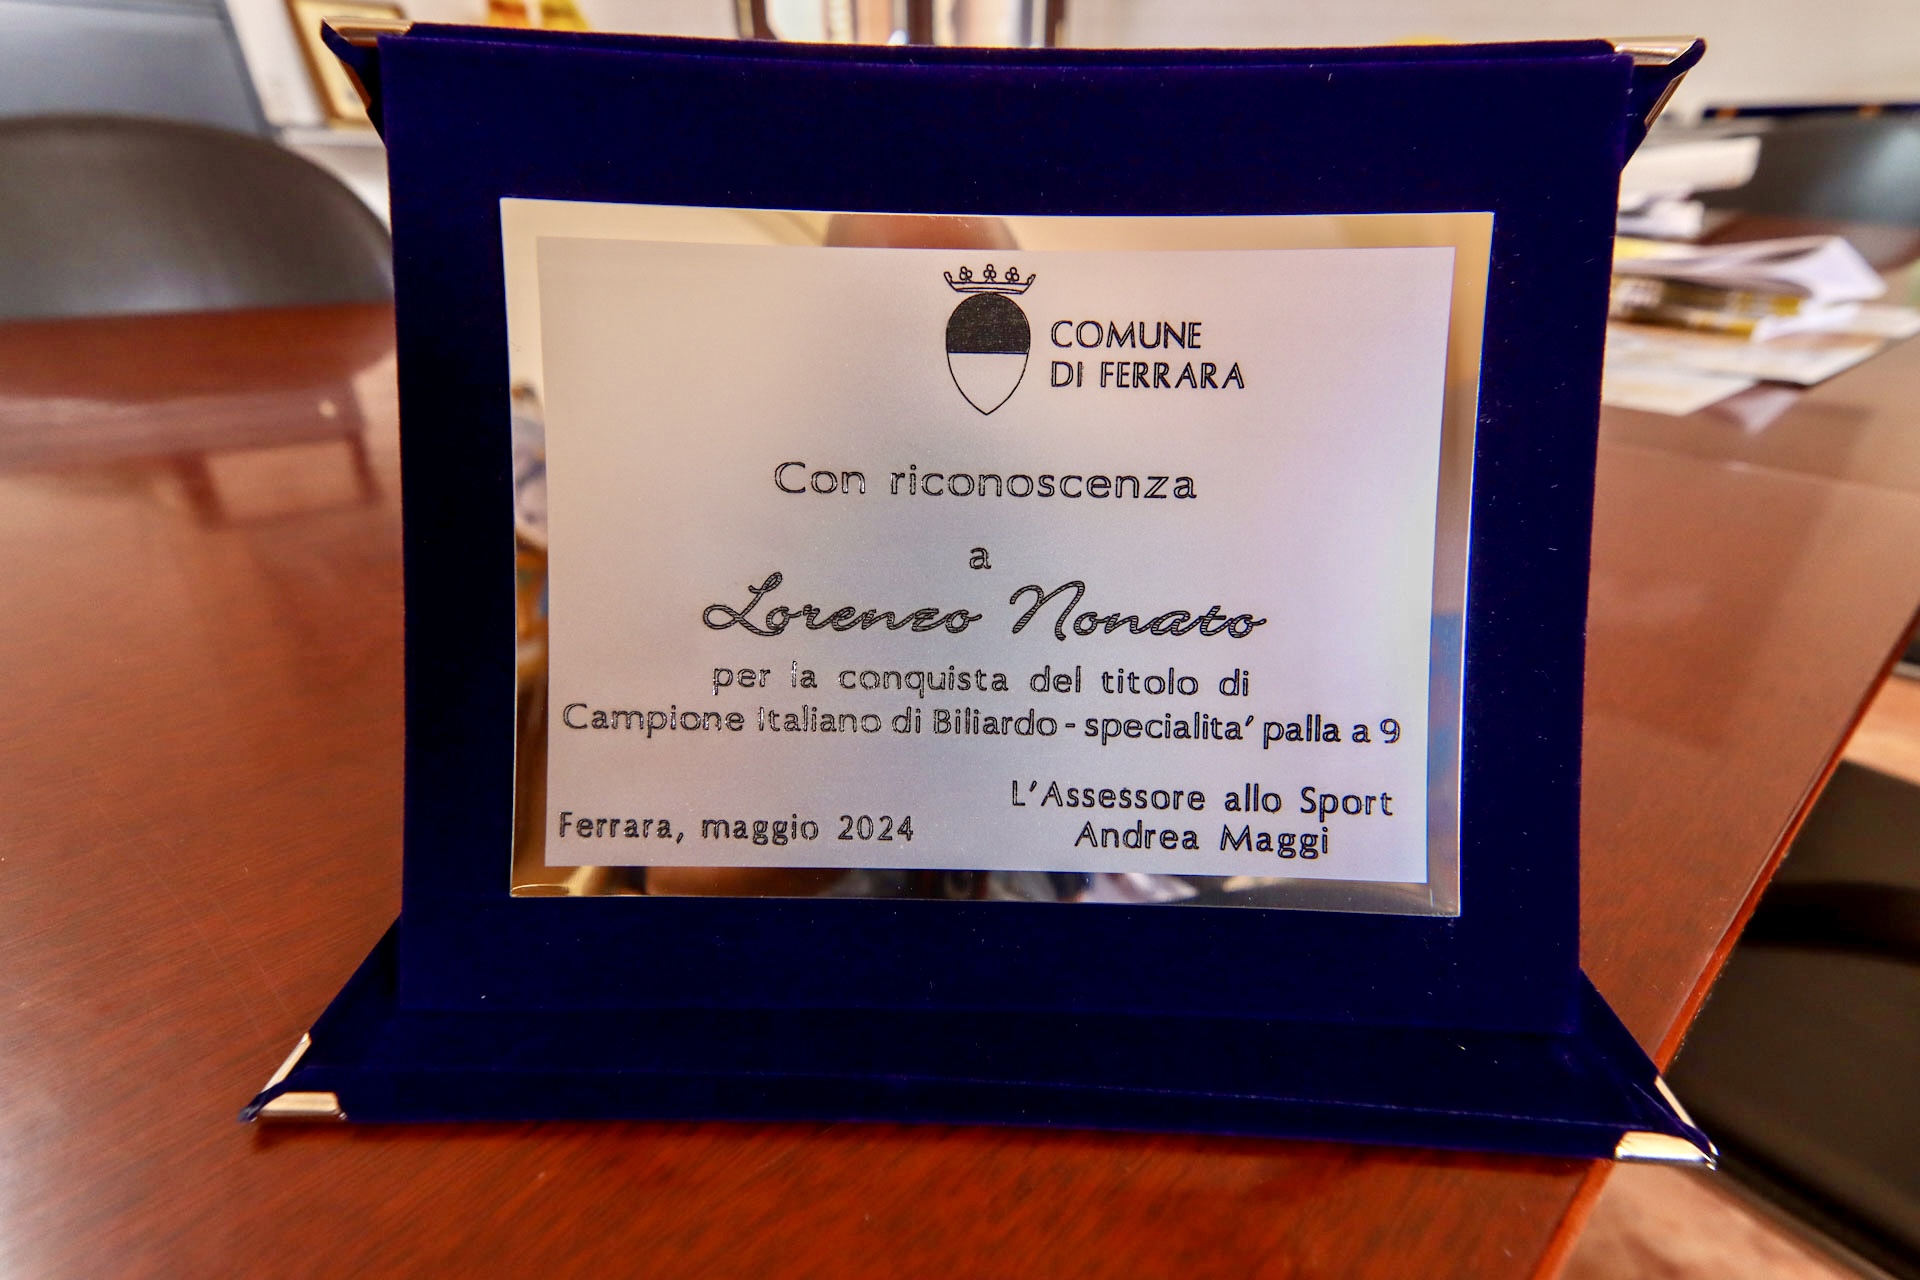 COMUNE
DI FERRARA
Con riconoscenza
a
Lorenzo Nonato
per la conquista del titolo di
Campione Italiano di Biliardo - specialita' palla a 9
L'Assessore allo Sport
Andrea Maggi
Ferrara, maggio 2024